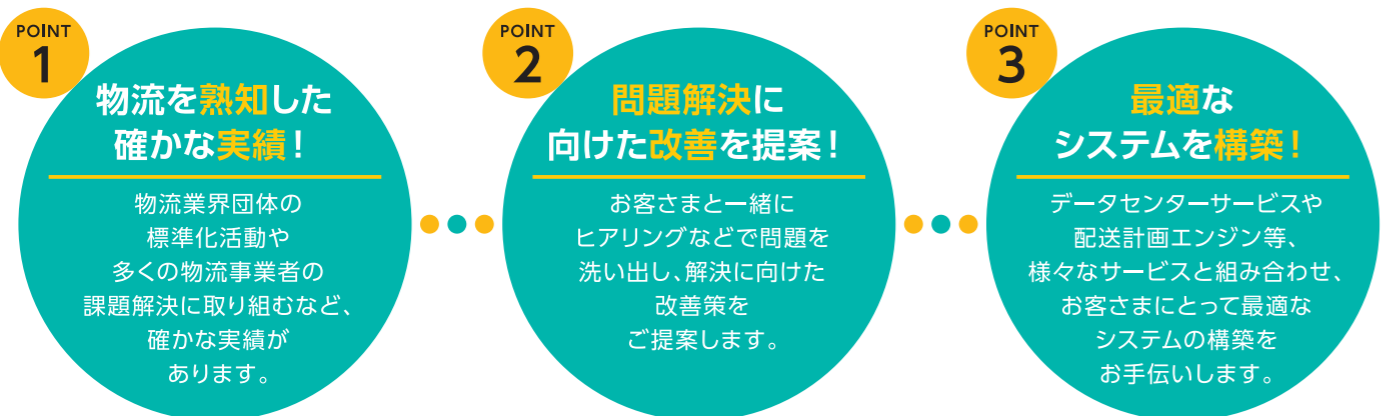 POINT
1
物流を熟知した
確かな実績！
物流業界団体の
標準化活動や
多くの物流事業者の
課題解決に取り組むなど、
確かな実績が
あります。
POINT
2
問題解決に
向けた改善を提案！
お客さまと一緒に
ヒアリングなどで問題を
洗い出し、解決に向けた
改善策を
ご提案します。
POINT
3
最適な
システムを構築！
データセンターサービスや
配送計画エンジン等、
様々なサービスと組み合わせ、
お客さまにとって最適な
システムの構築を
お手伝いします。